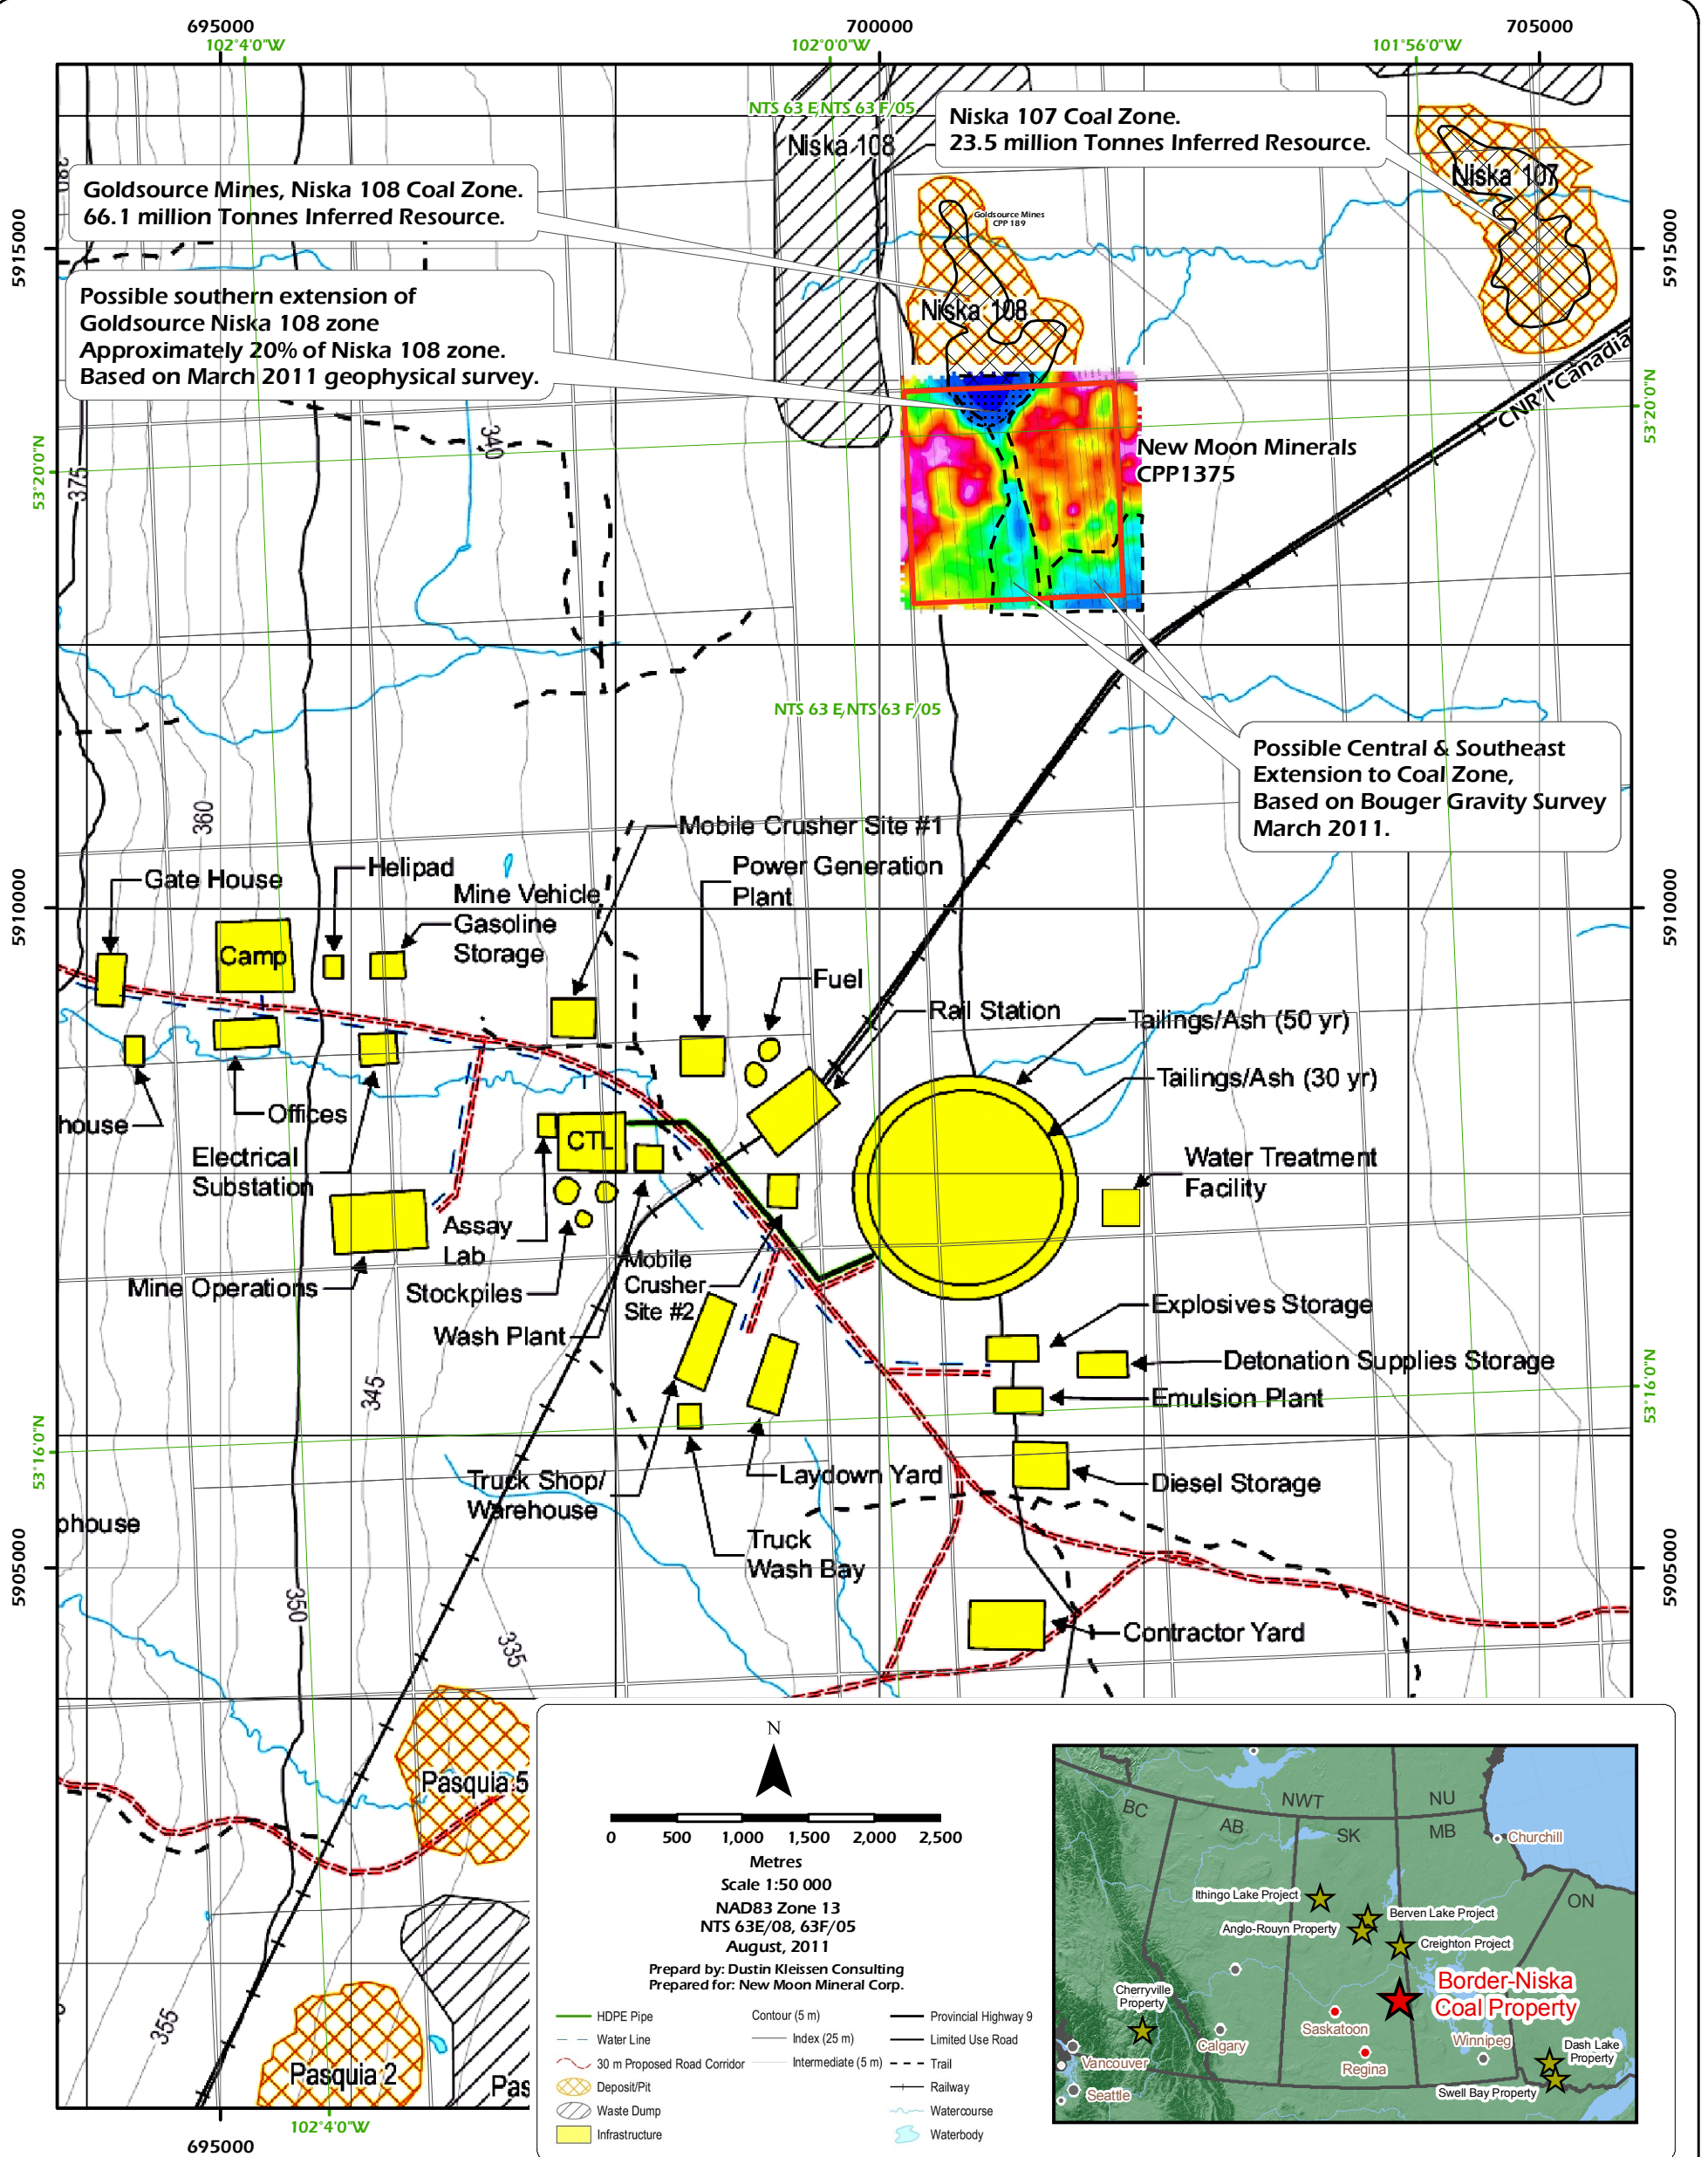 695000
700000
705000
102°4'0"W
102°0'0"W
101°56'0"W
NTS 63 E,NTS 63 F/05
Niska 108
Niska 107 Coal Zone.
23.5 million Tonnes Inferred Resource.
Niska 107
Goldsource Mines, Niska 108 Coal Zone.
66.1 million Tonnes Inferred Resource.
Goldsource Mines
CPP 189
5915000
5915000
Possible southern extension of
Goldsource Niska 108 zone
Approximately 20% of Niska 108 zone.
Based on March 2011 geophysical survey.
Niska 108
CNR ( Canadia
53°20'0"N
53°20'0"N
375
340
New Moon Minerals
CPP1375
NTS 63 E,NTS 63 F/05
Possible Central & Southeast
Extension to Coal Zone,
Based on Bouger Gravity Survey
March 2011.
360
Mobile Crusher Site #1
Gate House
Helipad
Power Generation
Plant
Mine Vehicle
Gasoline
Storage
5910000
5910000
Camp
Fuel
Rail Station
Tailings/Ash (50 yr)
Tailings/Ash (30 yr)
house
Offices
CTL
Electrical
Substation
Water Treatment
Facility
Assay
Lab
Mine Operations
Stockpiles
Mobile
Crusher
Site #2
Wash Plant
Explosives Storage
Detonation Supplies Storage
Emulsion Plant
345
53°16'0"N
53°16'0"N
Truck Shop/
Warehouse
Laydown Yard
Diesel Storage
phouse
Truck
Wash Bay
5905000
5905000
350
335
Contractor Yard
Pasquia 5
355
Pasquia 2
Pas
102°4'0"W
695000
N
0 500 1,000 1,500 2,000 2,500
Metres
Scale 1:50 000
NAD83 Zone 13
NTS 63E/08, 63F/05
August, 2011
Prepard by: Dustin Kleissen Consulting
Prepared for: New Moon Mineral Corp.
HDPE Pipe
Water Line
30 m Proposed Road Corridor
Deposit/Pit
Waste Dump
Infrastructure
Contour (5 m)
Index (25 m)
Intermediate (5 m)
Provincial Highway 9
Limited Use Road
Trail
Railway
Watercourse
Waterbody
BC
AB
NWT
SK
NU
MB
ON
Churchill
Ithingo Lake Project
Berven Lake Project
Anglo-Rouyn Property
Creighton Project
Border-Niska
Coal Property
Cherryville
Property
Saskatoon
Calgary
Winnipeg
Vancouver
Regina
Seattle
Dash Lake
Property
Swell Bay Property